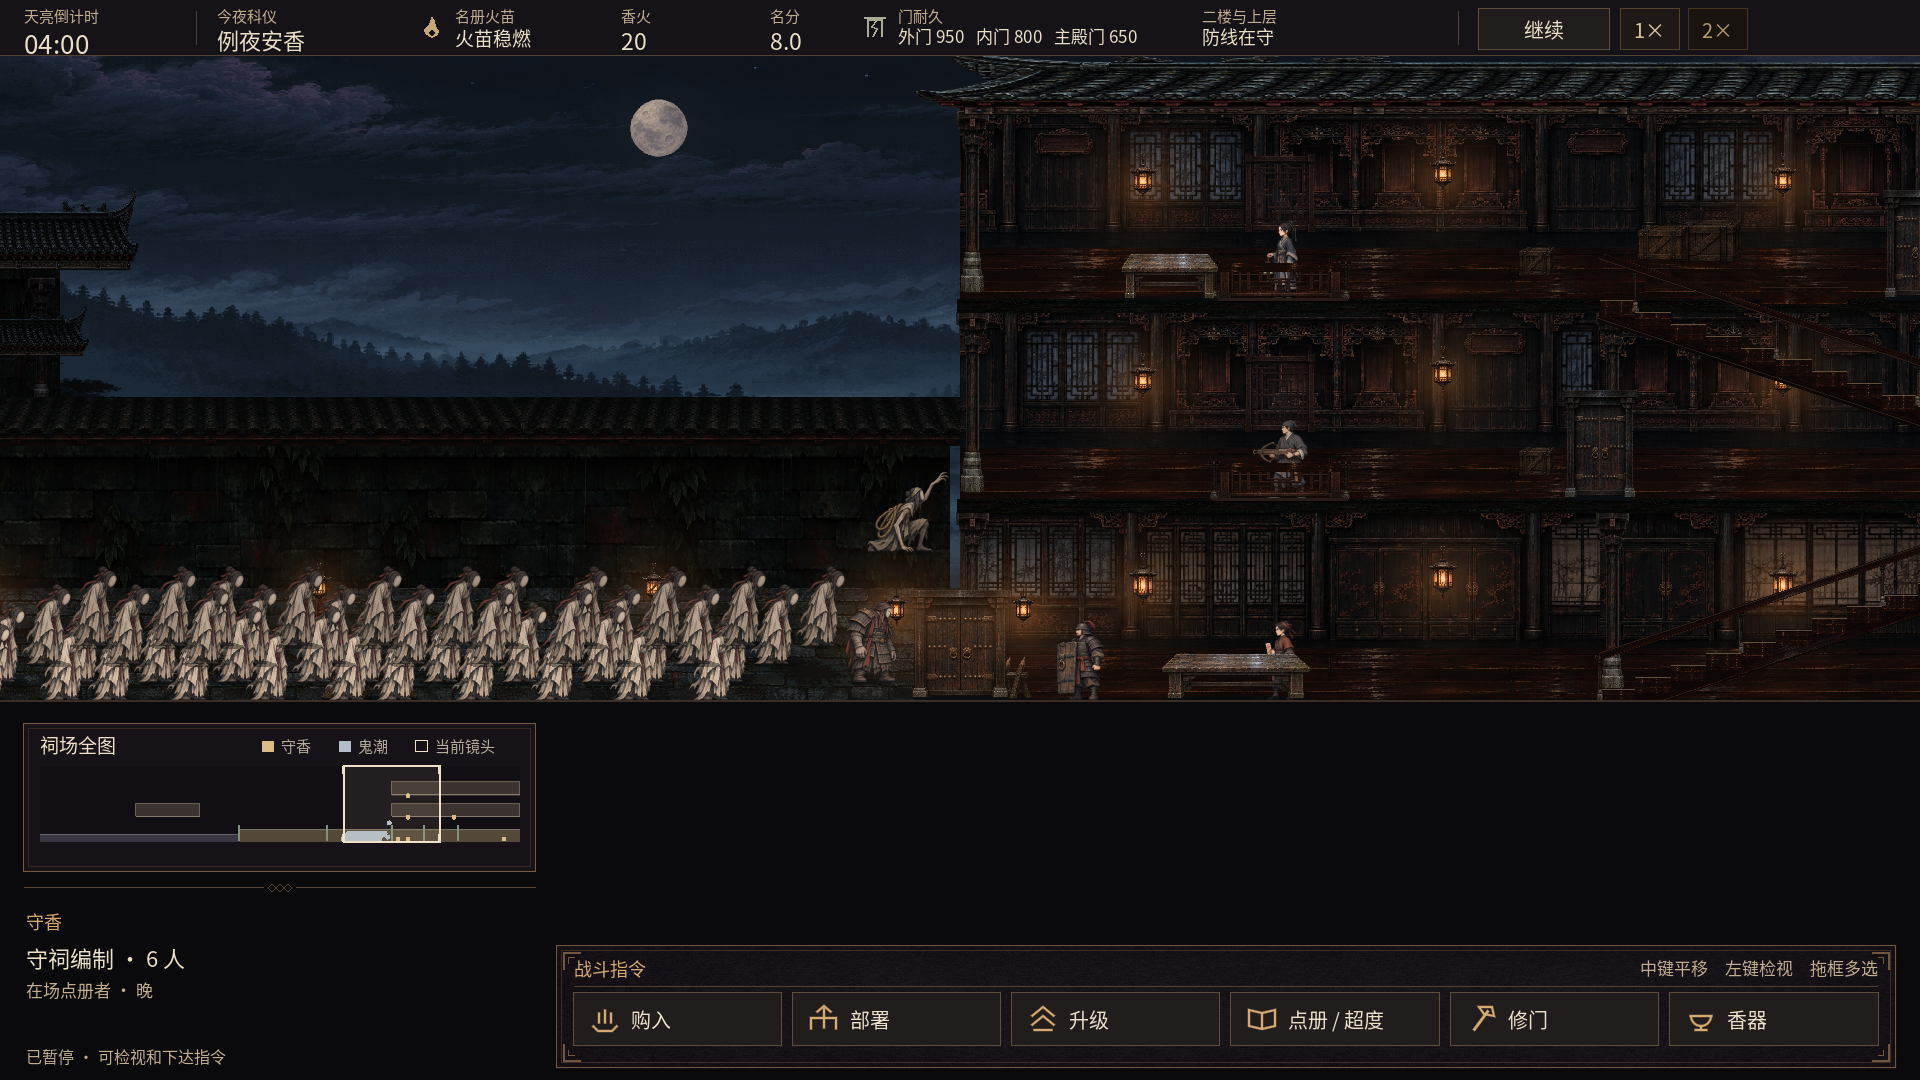 天亮倒计时
04:00
今夜科仪
例夜安香
名册火苗
火苗稳燃
香火
20
名分
8.0
门耐久
外门 950 内门 800 主殿门 650
二楼与上层
防线在守
继续
1×
2×
祠场全图
守香
鬼潮
当前镜头
守香
守祠编制 · 6 人
在场点册者 · 晚
已暂停 · 可检视和下达指令
战斗指令
中键平移 左键检视 拖框多选
购入
部署
升级
点册 / 超度
修门
香器